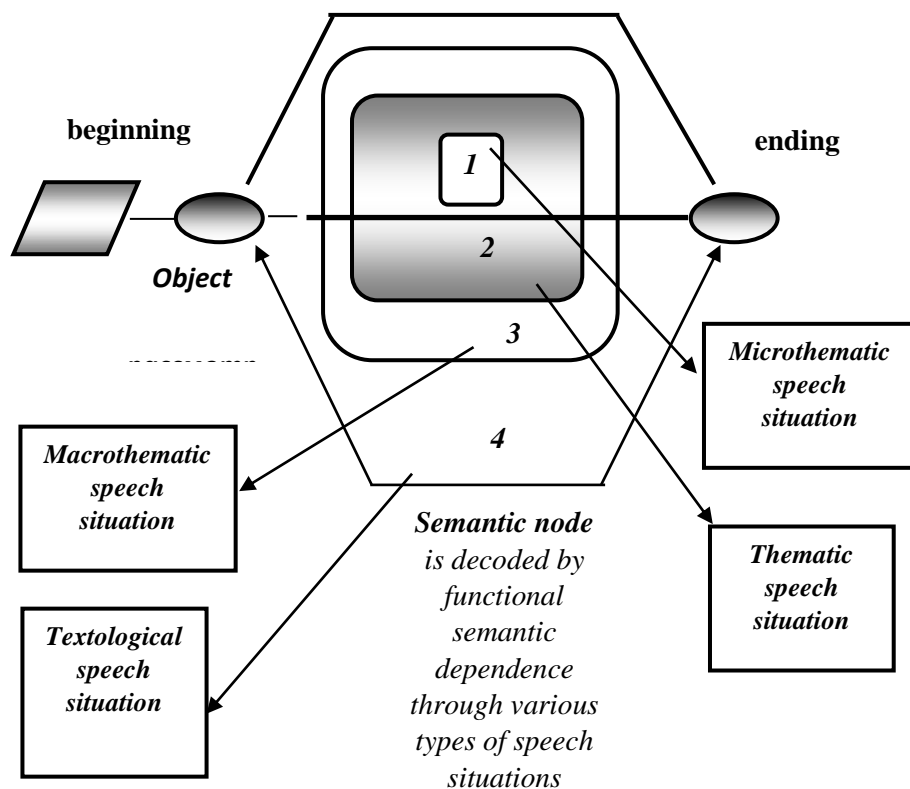 beginning
ending
1
2
Object
3
Microthematic
speech
situation
4
Macrothematic
speech
situation
Semantic node
is decoded by
functional
semantic
dependence
through various
types of speech
situations
Thematic
speech
situation
Textological
speech
situation